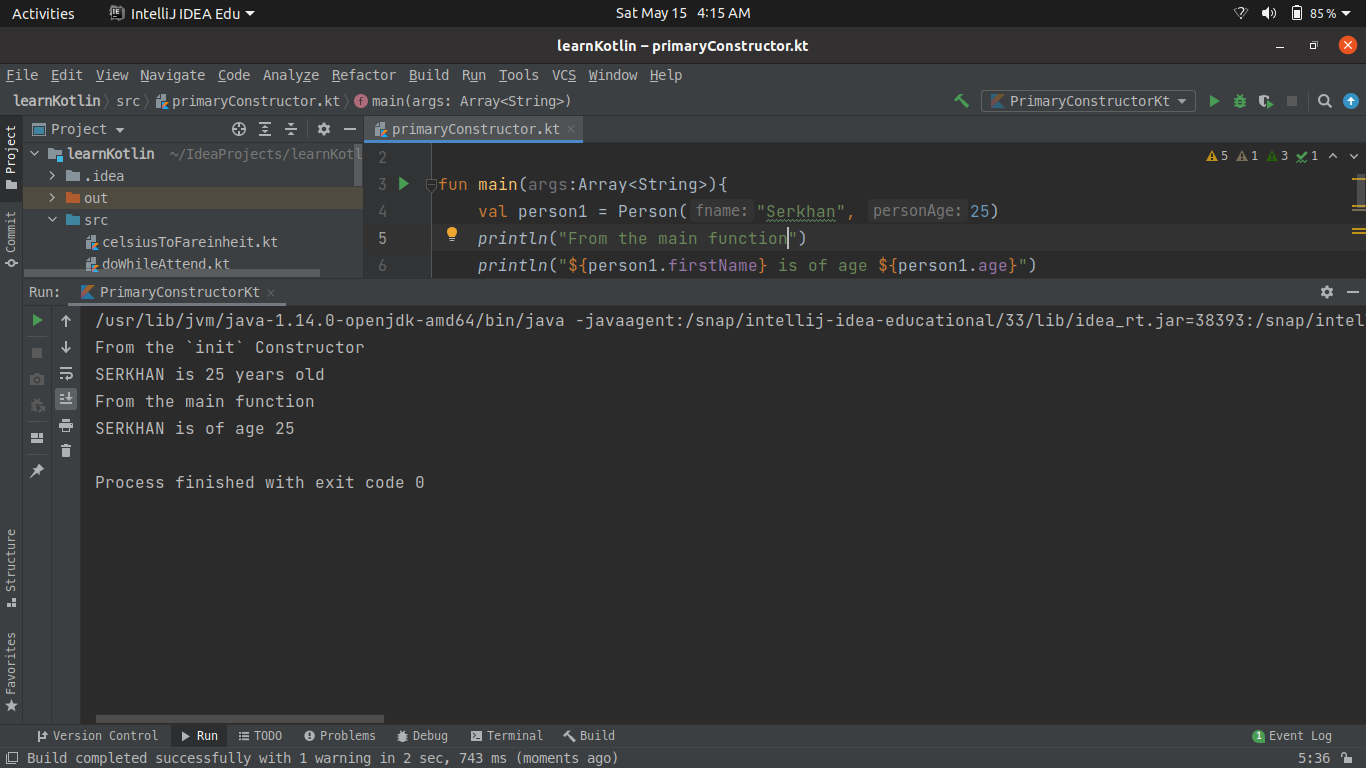 Activities IntelliJ IDEA Edu Sat May 15 4:15 AM 85 %
learnKotlin – primaryConstructor.kt
File Edit View Navigate Code Analyze Refactor Build Run Tools VCS Window Help
learnKotlin src primaryConstructor.kt main(args: Array<String>) PrimaryConstructorKt
Project
primaryConstructor.kt
learnKotlin ~/IdeaProjects/learnKotl
.idea
out
src
celsiusToFareinheit.kt
doWhileAttend.kt
5 1 3 1
2
3 fun main(args:Array<String>){
4 val person1 = Person( fname: "Serkhan", personAge: 25)
5 println("From the main function")
6 println("${person1.firstName} is of age ${person1.age}")
Project
Commit
Structure
Favorites
Run: PrimaryConstructorKt
/usr/lib/jvm/java-1.14.0-openjdk-amd64/bin/java -javaagent:/snap/intellij-idea-educational/33/lib/idea_rt.jar=38393:/snap/intel
From the `init` Constructor
SERKHAN is 25 years old
From the main function
SERKHAN is of age 25
Process finished with exit code 0
Version Control Run TODO Problems Debug Terminal Build 1 Event Log
Build completed successfully with 1 warning in 2 sec, 743 ms (moments ago) 5:36